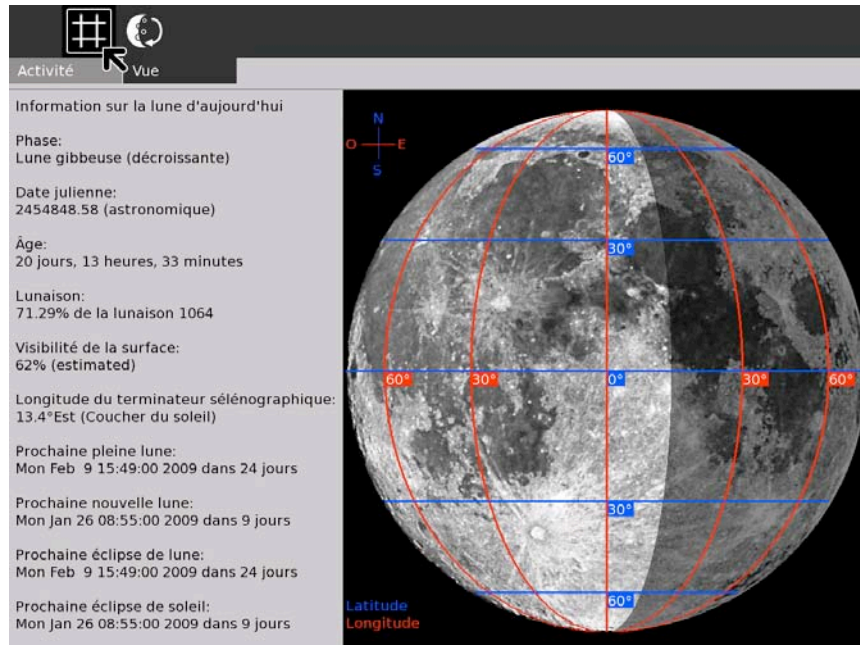 Activité
Vue
Information sur la lune d'aujourd'hui
Phase:
Lune gibbeuse (décroissante)
Date julienne:
2454848.58 (astronomique)
Âge:
20 jours, 13 heures, 33 minutes
Lunaison:
71.29% de la lunaison 1064
Visibilité de la surface:
62% (estimated)
Longitude du terminateur sélénographique:
13.4°Est (Coucher du soleil)
Prochaine pleine lune:
Mon Feb  9 15:49:00 2009 dans 24 jours
Prochaine nouvelle lune:
Mon Jan 26 08:55:00 2009 dans 9 jours
Prochaine éclipse de lune:
Mon Feb  9 15:49:00 2009 dans 24 jours
Prochaine éclipse de soleil:
Mon Jan 26 08:55:00 2009 dans 9 jours
N
O E
S
60°
30°
60° 30° 0° 30° 60°
30°
60°
Latitude
Longitude